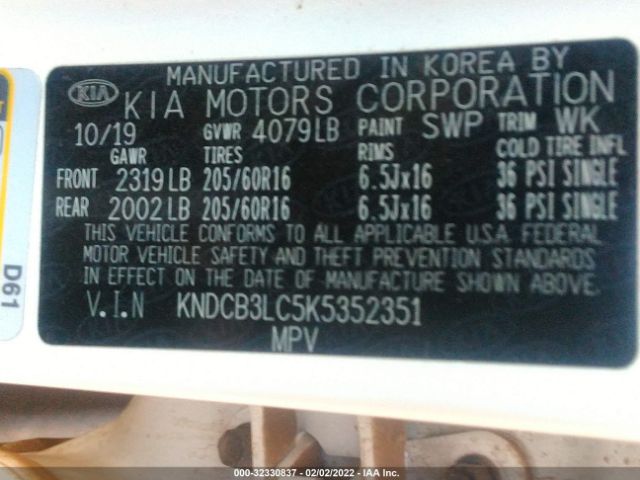 MANUFACTURED IN KOREA BY
KIA KIA MOTORS CORPORATION
10/19 GVWR 4079LB PAINT SWP TRIM WK
GAWR TIRES RIMS COLD TIRE INFL
FRONT 2319LB 205/60R16 6.5Jx16 36 PSI SINGLE
REAR 2002LB 205/60R16 6.5Jx16 36 PSI SINGLE
THIS VEHICLE CONFORMS TO ALL APPLICABLE U.S.A FEDERAL
MOTOR VEHICLE SAFETY AND THEFT PREVENTION STANDARDS
IN EFFECT ON THE DATE OF MANUFACTURE SHOWN ABOVE.
V.I.N KNDCB3LC5K5352351
MPV
D61
000-32330837 - 02/02/2022 - IAA Inc.